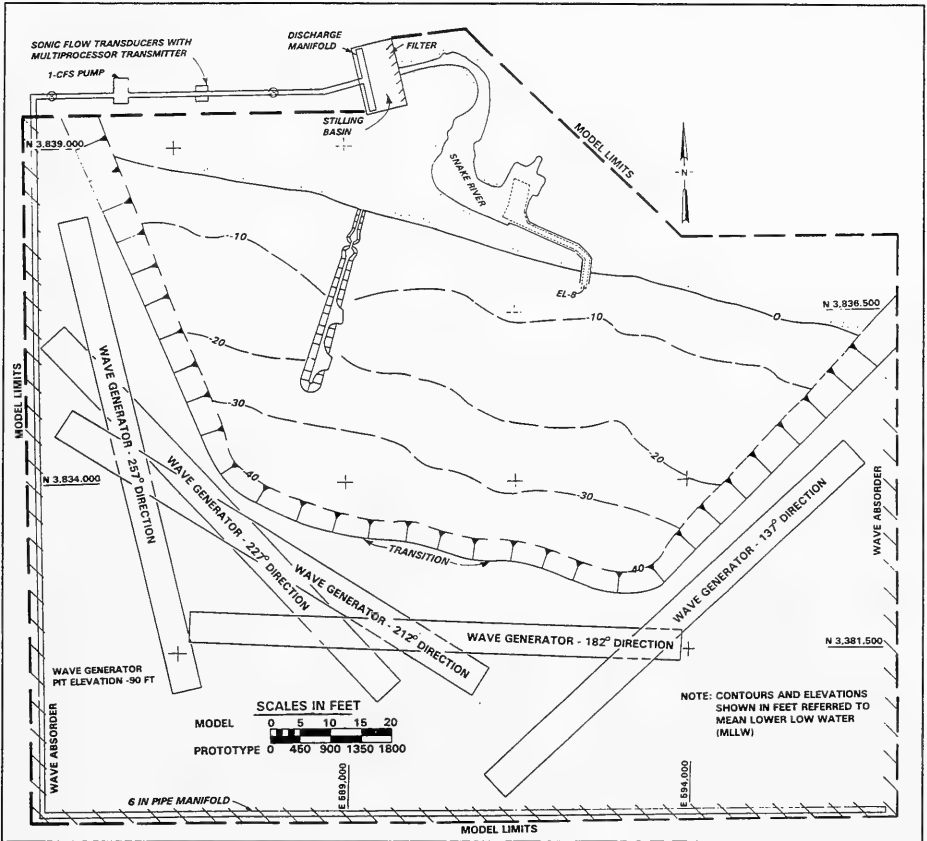 SONIC FLOW TRANSDUCERS WITH
MULTIPROCESSOR TRANSMITTER
1-CFS PUMP
DISCHARGE
MANIFOLD
FILTER
STILLING
BASIN
MODEL LIMITS
SNAKE RIVER
N
N 3,839.000
-10
EL-8
N 3,836.500
0
-10
-20
-30
-20
-30
-40
-40
TRANSITION
MODEL LIMITS
N 3,834.000
WAVE GENERATOR - 257° DIRECTION
WAVE GENERATOR - 227° DIRECTION
WAVE GENERATOR - 212° DIRECTION
WAVE GENERATOR - 182° DIRECTION
WAVE GENERATOR - 137° DIRECTION
WAVE ABSORDER
N 3,381.500
WAVE GENERATOR
PIT ELEVATION -90 FT
SCALES IN FEET
MODEL 0 5 10 15 20
PROTOTYPE 0 450 900 1350 1800
NOTE: CONTOURS AND ELEVATIONS
SHOWN IN FEET REFERRED TO
MEAN LOWER LOW WATER
(MLLW)
WAVE ABSORDER
E 589.000
E 594.000
6 IN PIPE MANIFOLD
MODEL LIMITS